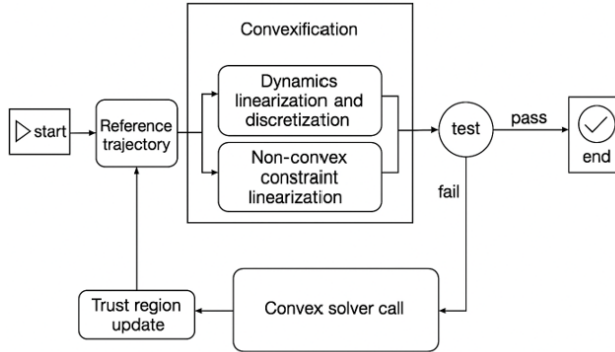 Convexification
Dynamics
linearization and
discretization
start
Reference
trajectory
Non-convex
constraint
linearization
test
pass
end
fail
Trust region
update
Convex solver call